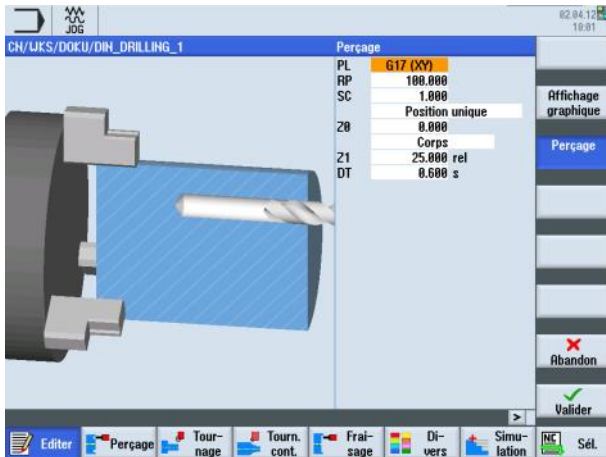 JOG
02.04.12
10:01
CN/WKS/DOKU/DIN_DRILLING_1
Perçage
PL G17 (XY)
RP 100.000
SC 1.000
Position unique
Z0 0.000
Corps
Z1 25.000 rel
DT 0.600 s
Affichage
graphique
Perçage
Abandon
Valider
>
Editer
Perçage
Tour-
nage
Tourn.
cont.
Frai-
sage
Di-
vers
Simu-
lation
NC
Sél.